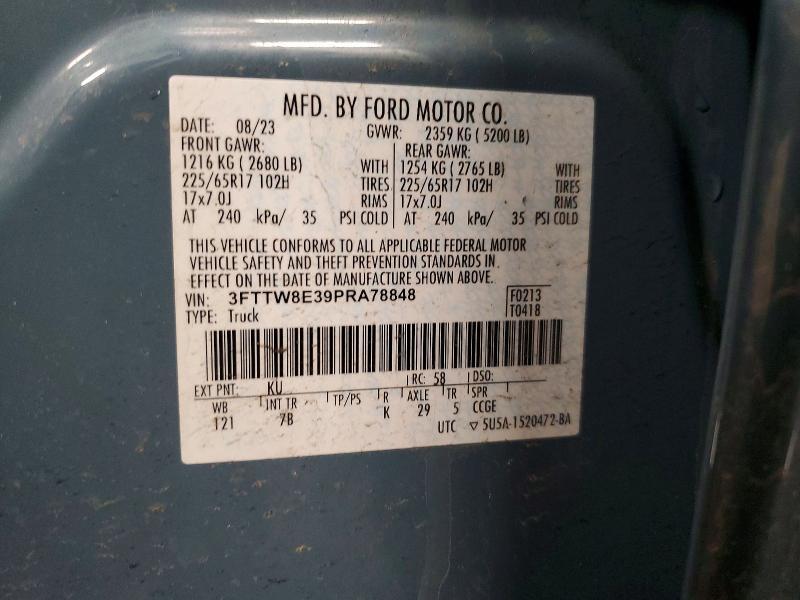 MFD. BY FORD MOTOR CO.
DATE: 08/23 GVWR: 2359 KG ( 5200 LB)
FRONT GAWR: REAR GAWR:
1216 KG ( 2680 LB) WITH 1254 KG ( 2765 LB) WITH
225/65R17 102H TIRES 225/65R17 102H TIRES
17x7.0J RIMS 17x7.0J RIMS
AT 240 kPa/ 35 PSI COLD AT 240 kPa/ 35 PSI COLD
THIS VEHICLE CONFORMS TO ALL APPLICABLE FEDERAL MOTOR
VEHICLE SAFETY AND THEFT PREVENTION STANDARDS IN
EFFECT ON THE DATE OF MANUFACTURE SHOWN ABOVE.
VIN: 3FTTW8E39PRA78848 F0213
TYPE: Truck T0418
EXT PNT: KU RC: 58 DSO:
WB INT TR TP/PS R AXLE TR SPR
121 7B K 29 5 CCGE
UTC ▽ 5U5A-1520472-BA